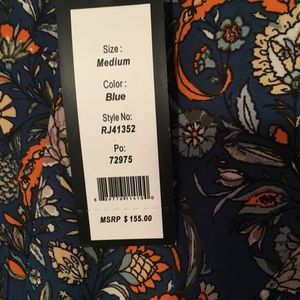 Size :
Medium
Color :
Blue
Style No:
RJ41352
Po:
72975
MSRP $ 155.00